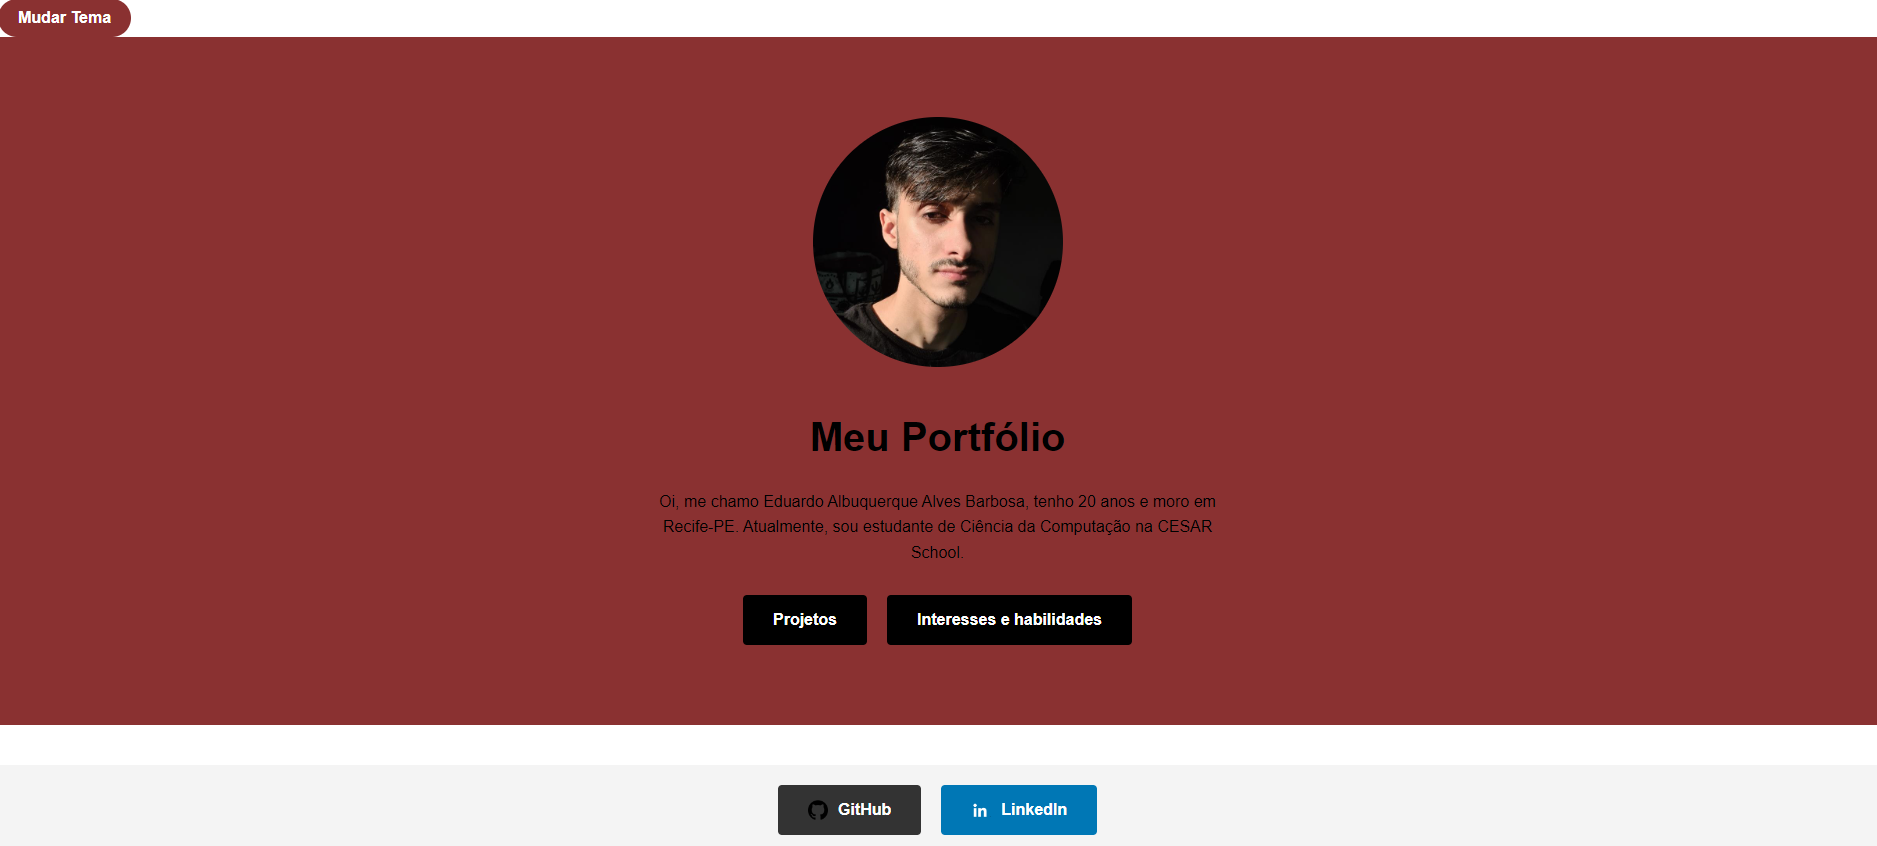 Mudar Tema
Meu Portfólio
Oi, me chamo Eduardo Albuquerque Alves Barbosa, tenho 20 anos e moro em
Recife-PE. Atualmente, sou estudante de Ciência da Computação na CESAR
School.
Projetos
Interesses e habilidades
GitHub
in LinkedIn